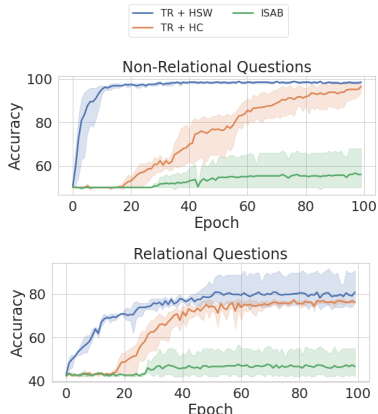 TR + HSW
ISAB
TR + HC
Non-Relational Questions
Accuracy
100
80
60
0 20 40 60 80 100
Epoch
Relational Questions
Accuracy
80
60
40
0 20 40 60 80 100
Epoch